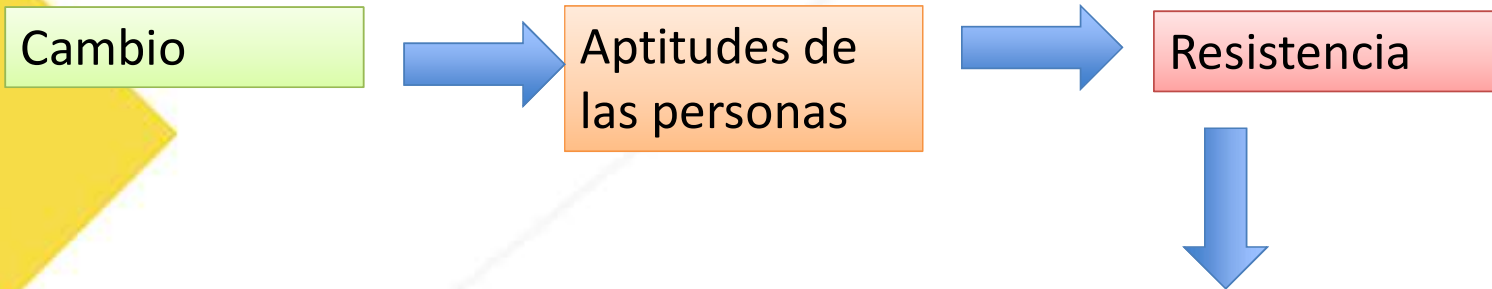 Cambio
Aptitudes de
las personas
Resistencia